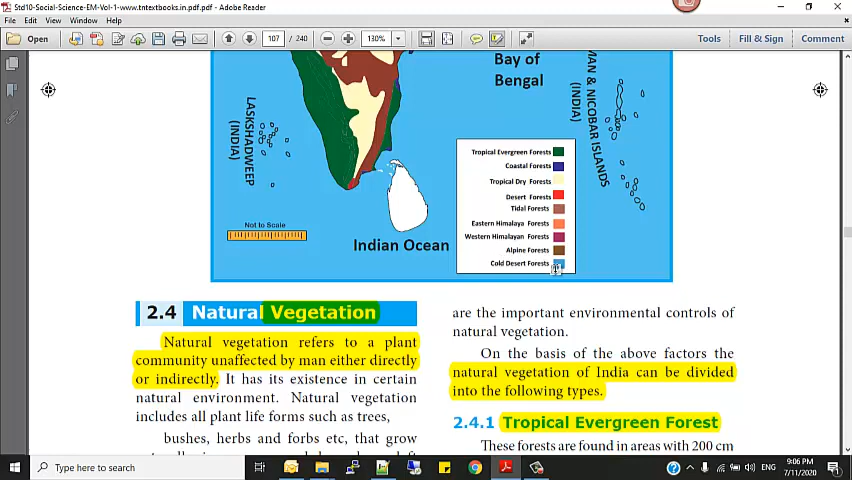 Std10-Social-Science-EM-Vol-1-www.tntextbooks.in.pdf.pdf - Adobe Reader
File Edit View Window Help
Open
107 / 240
130%
Tools
Fill & Sign
Comment
Bay of
Bengal
MAN & NICOBAR ISLANDS
(INDIA)
LASKSHADWEEP
(INDIA)
Tropical Evergreen Forests
Coastal Forests
Tropical Dry Forests
Desert Forests
Tidal Forests
Eastern Himalaya Forests
Western Himalayan Forests
Alpine Forests
Cold Desert Forests
Not to Scale
Indian Ocean
2.4 Natural Vegetation
Natural vegetation refers to a plant
community unaffected by man either directly
or indirectly. It has its existence in certain
natural environment. Natural vegetation
includes all plant life forms such as trees,
bushes, herbs and forbs etc, that grow
are the important environmental controls of
natural vegetation.
On the basis of the above factors the
natural vegetation of India can be divided
into the following types.
2.4.1 Tropical Evergreen Forest
These forests are found in areas with 200 cm
Type here to search
ENG
9:06 PM
7/11/2020